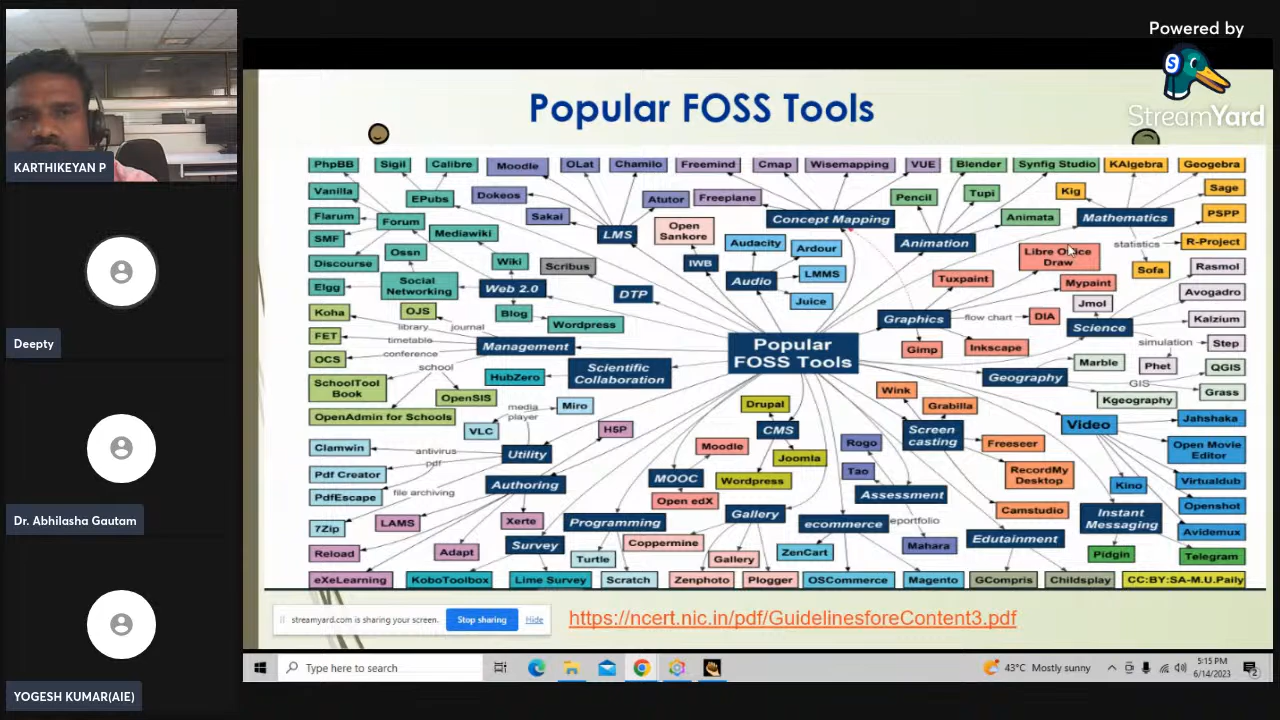 Powered by
StreamYard
KARTHIKEYAN P
Deepty
Dr. Abhilasha Gautam
YOGESH KUMAR(AIE)
Popular FOSS Tools
PhpBB
Sigil
Calibre
Moodle
OLat
Chamilo
Freemind
Cmap
Wisemapping
VUE
Blender
Synfig Studio
KAlgebra
Geogebra
Vanilla
EPubs
Dokeos
Atutor
Freeplane
Pencil
Tupi
Kig
Sage
Flarum
Forum
Sakai
Concept Mapping
Animata
Mathematics
PSPP
SMF
Mediawiki
LMS
Open
Sankore
Audacity
Ardour
Animation
statistics
R-Project
Discourse
Ossn
Wiki
Scribus
IWB
Audio
LMMS
Libre Office
Draw
Sofa
Rasmol
Elgg
Social
Networking
Web 2.0
DTP
Juice
Tuxpaint
Mypaint
Avogadro
Koha
OJS
Blog
Wordpress
Graphics
flow chart
DIA
Jmol
Science
Kalzium
library
journal
FET
timetable
Management
Popular
FOSS Tools
Gimp
Inkscape
simulation
Step
OCS
conference
school
Scientific
Collaboration
HubZero
Geography
Marble
Phet
QGIS
SchoolTool
Book
OpenSIS
GIS
Grass
OpenAdmin for Schools
media
player
Miro
Drupal
Wink
Grabilla
Kgeography
Jahshaka
VLC
H5P
CMS
Rogo
Screen
casting
Freeseer
Video
Open Movie
Editor
Clamwin
antivirus
pdf
Utility
Moodle
Joomla
Tao
RecordMy
Desktop
Kino
Virtualdub
Pdf Creator
Authoring
MOOC
Wordpress
Assessment
Camstudio
Openshot
PdfEscape
file archiving
Open edX
Gallery
ecommerce
eportfolio
Instant
Messaging
Avidemux
7Zip
LAMS
Xerte
Programming
Coppermine
Mahara
Edutainment
Reload
Adapt
Survey
Turtle
Gallery
ZenCart
Pidgin
Telegram
eXeLearning
KoboToolbox
Lime Survey
Scratch
Zenphoto
Plogger
OSCommerce
Magento
GCompris
Childsplay
CC:BY:SA-M.U.Paily
streamyard.com is sharing your screen.
Stop sharing
Hide
https://ncert.nic.in/pdf/GuidelinesforeContent3.pdf
Type here to search
43°C Mostly sunny
5:15 PM
6/14/2023
2